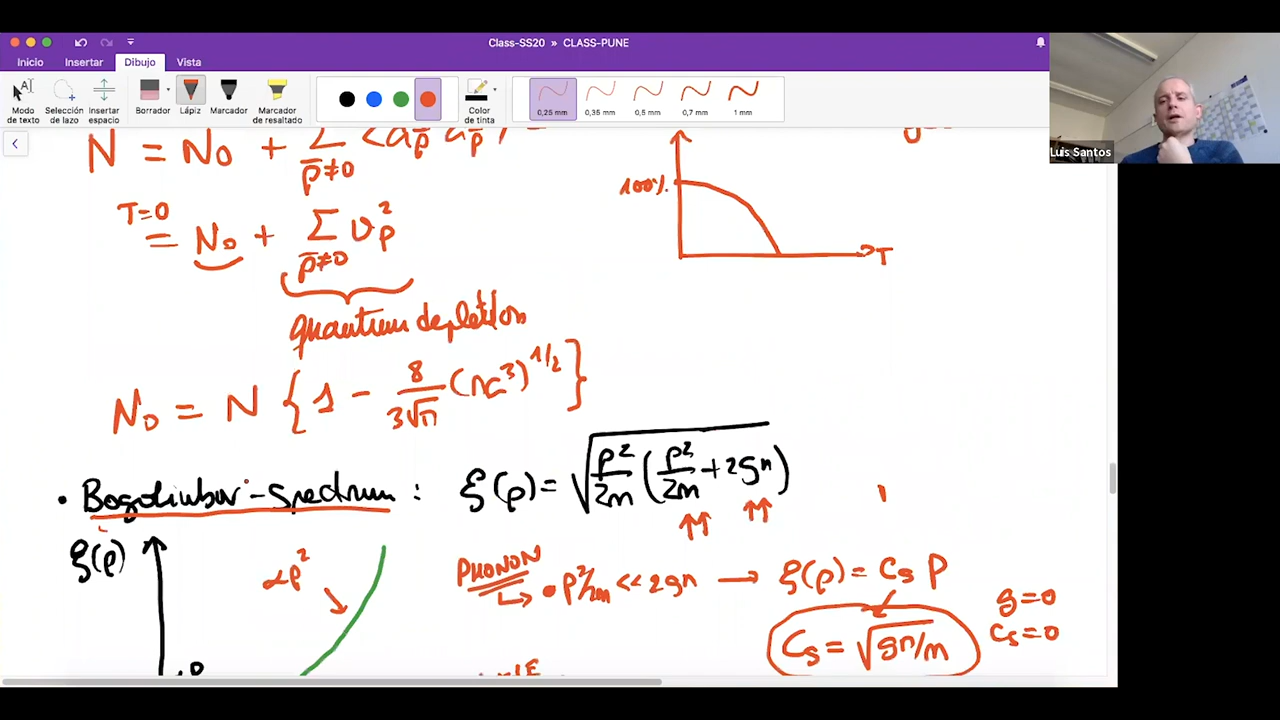 Class-SS20 » CLASS-PUNE
Inicio Insertar Dibujo Vista
Modo de texto
Selección de lazo
Insertar espacio
Borrador
Lápiz
Marcador
Marcador de resaltado
Color de tinta
0,25 mm 0,35 mm 0,5 mm 0,7 mm 1 mm
Luis Santos
N = N₀ + Σ
p̄≠0
100%
T=0
= N₀ + Σ v_p²
p̄≠0
T
quantum depletion
N₀ = N { 1 - 8/(3√π) (na³)^1/2 }
• Bogoliubov-spectrum : ξ(p) = √(p²/2m (p²/2m + 2gn))
ξ(p)
αp²
PHONON
p²/2m << 2gn → ξ(p) = Cs p
g=0
Cs=0
Cs = √gn/m